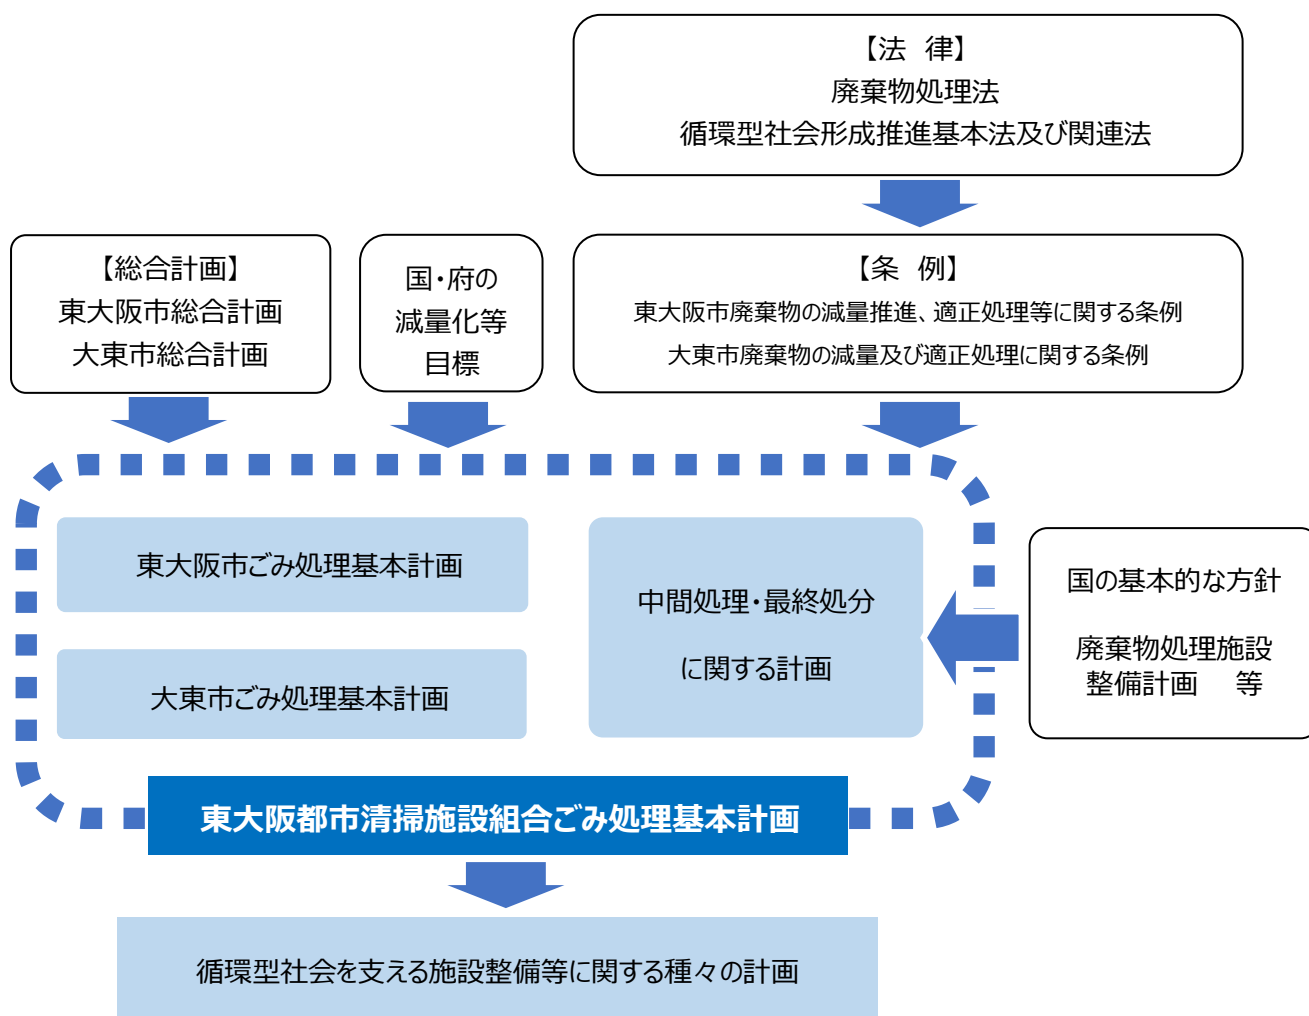 【法　律】
廃棄物処理法
循環型社会形成推進基本法及び関連法
【総合計画】
東大阪市総合計画
大東市総合計画
国・府の
減量化等
目標
【条　例】
東大阪市廃棄物の減量推進、適正処理等に関する条例
大東市廃棄物の減量及び適正処理に関する条例
東大阪市ごみ処理基本計画
大東市ごみ処理基本計画
中間処理・最終処分
に関する計画
国の基本的な方針
廃棄物処理施設
整備計画　等
東大阪都市清掃施設組合ごみ処理基本計画
循環型社会を支える施設整備等に関する種々の計画